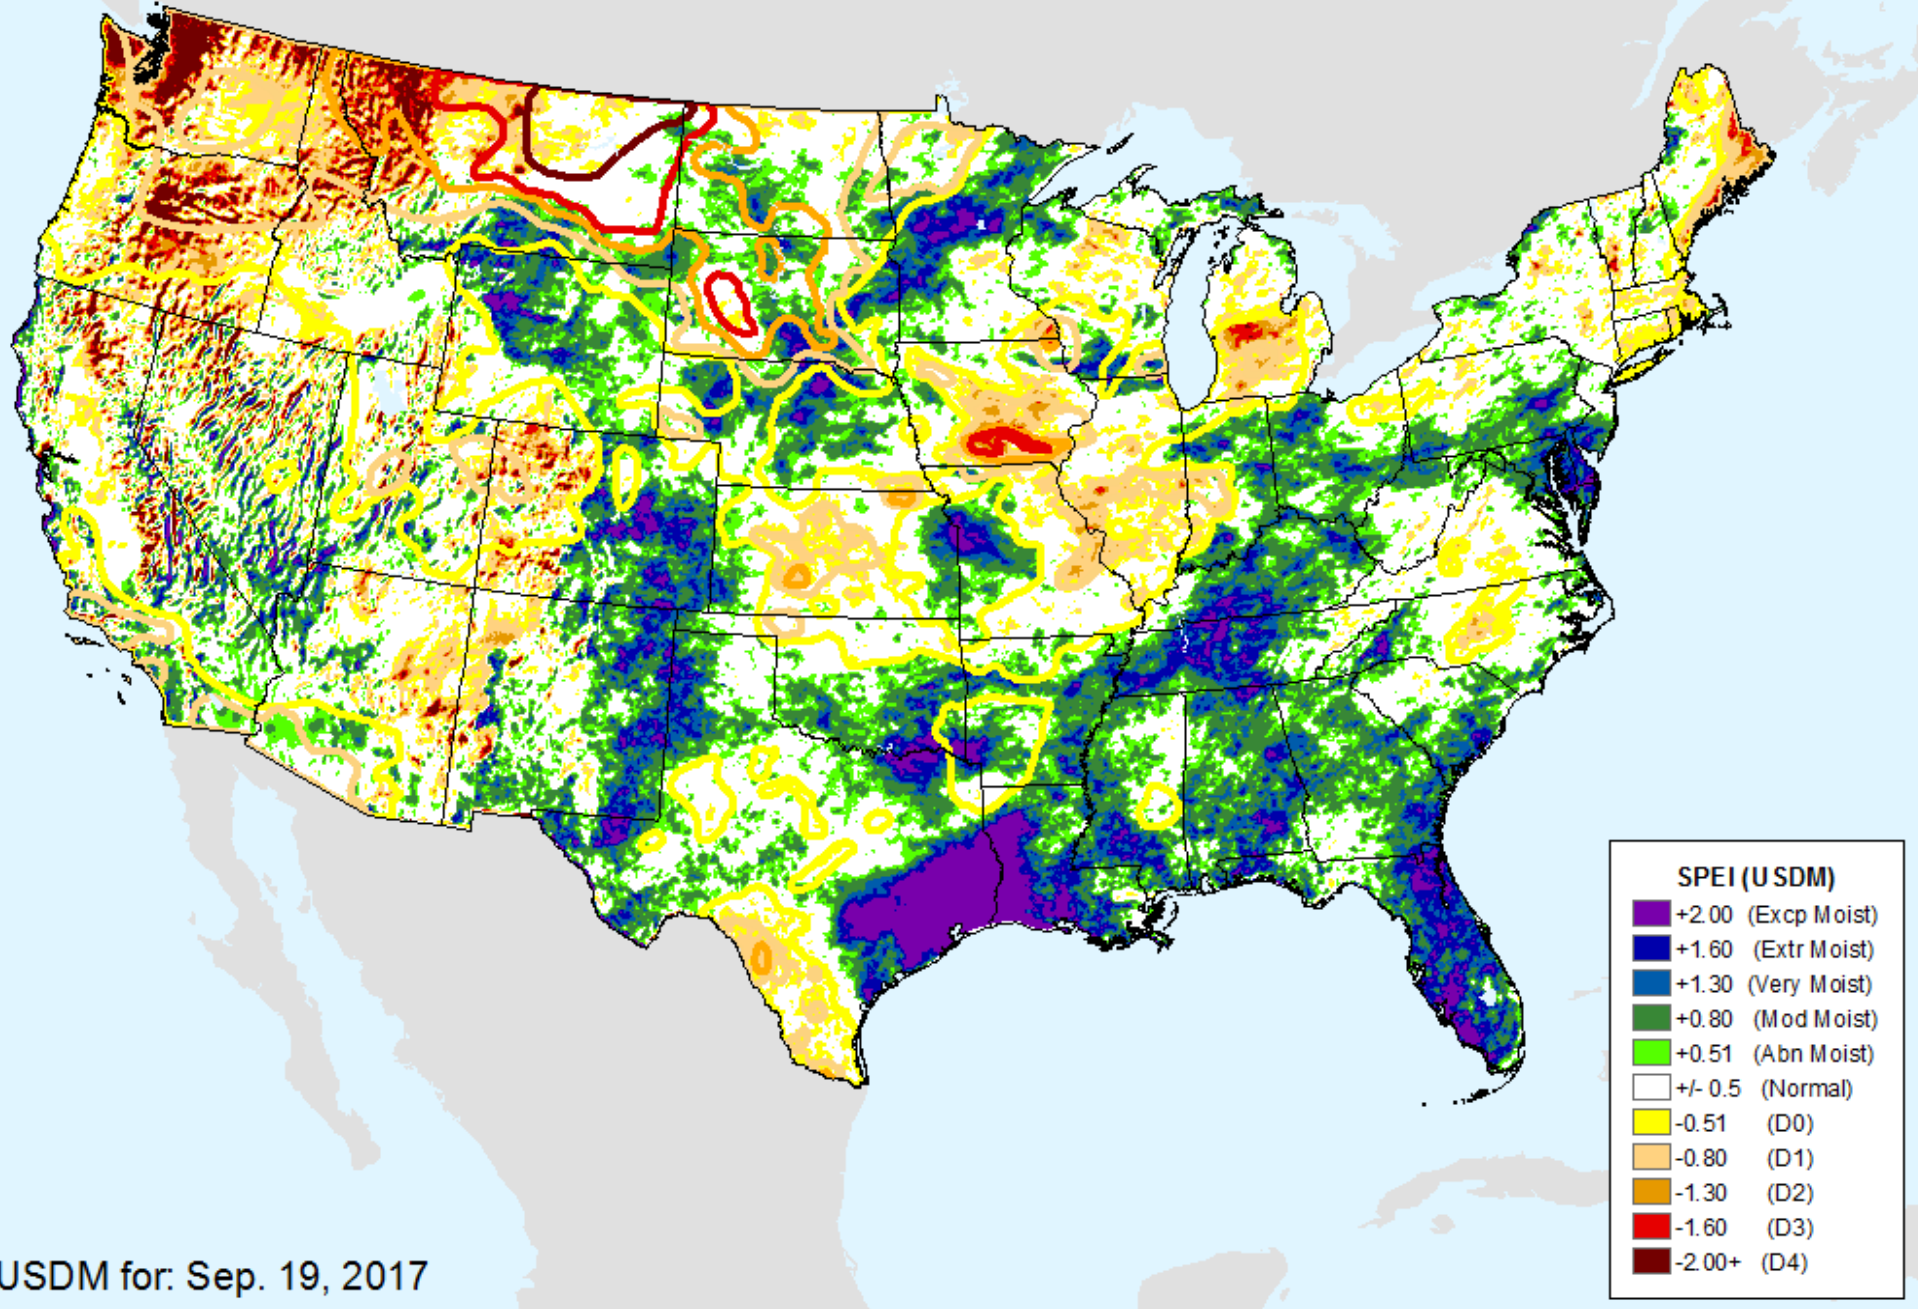 SPEI (USDM)
+2.00 (Excp Moist)
+1.60 (Extr Moist)
+1.30 (Very Moist)
+0.80 (Mod Moist)
+0.51 (Abn Moist)
+/- 0.5 (Normal)
-0.51 (D0)
-0.80 (D1)
-1.30 (D2)
-1.60 (D3)
-2.00+ (D4)
USDM for: Sep. 19, 2017